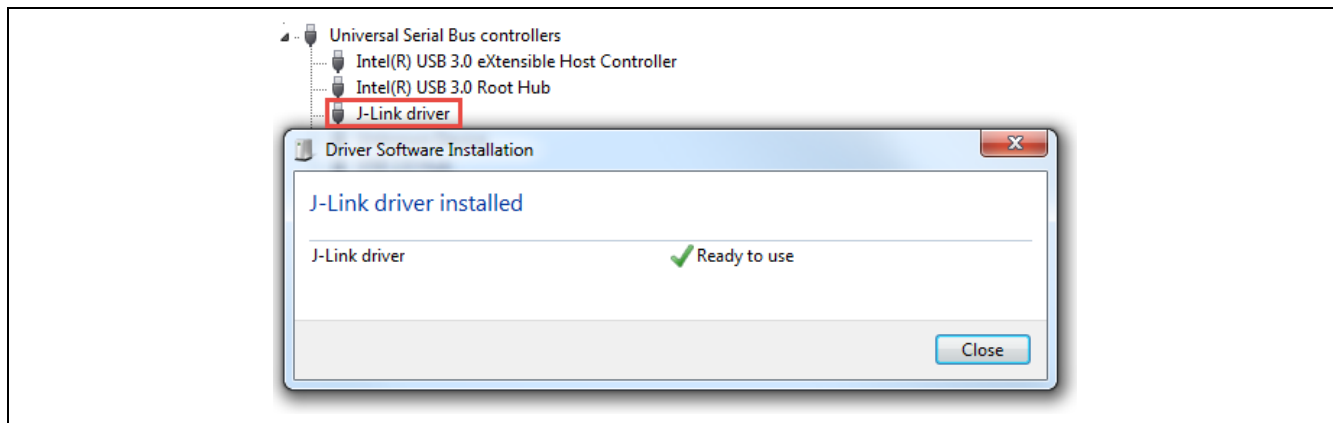 Universal Serial Bus controllers
Intel(R) USB 3.0 eXtensible Host Controller
Intel(R) USB 3.0 Root Hub
J-Link driver
Driver Software Installation
J-Link driver installed
J-Link driver Ready to use
Close